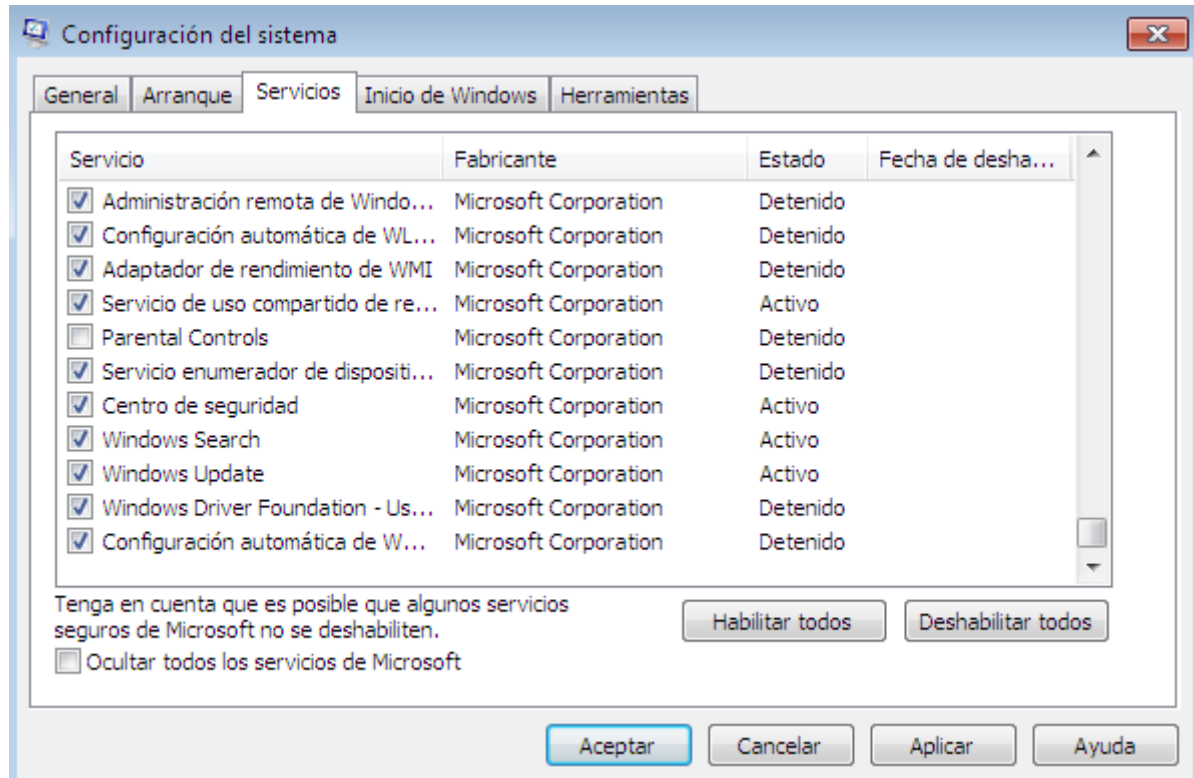 Configuración del sistema
General Arranque Servicios Inicio de Windows Herramientas
Servicio Fabricante Estado Fecha de desha...
Administración remota de Windo... Microsoft Corporation Detenido
Configuración automática de WL... Microsoft Corporation Detenido
Adaptador de rendimiento de WMI Microsoft Corporation Detenido
Servicio de uso compartido de re... Microsoft Corporation Activo
Parental Controls Microsoft Corporation Detenido
Servicio enumerador de dispositi... Microsoft Corporation Detenido
Centro de seguridad Microsoft Corporation Activo
Windows Search Microsoft Corporation Activo
Windows Update Microsoft Corporation Activo
Windows Driver Foundation - Us... Microsoft Corporation Detenido
Configuración automática de W... Microsoft Corporation Detenido
Tenga en cuenta que es posible que algunos servicios
seguros de Microsoft no se deshabiliten.
Habilitar todos Deshabilitar todos
Ocultar todos los servicios de Microsoft
Aceptar Cancelar Aplicar Ayuda